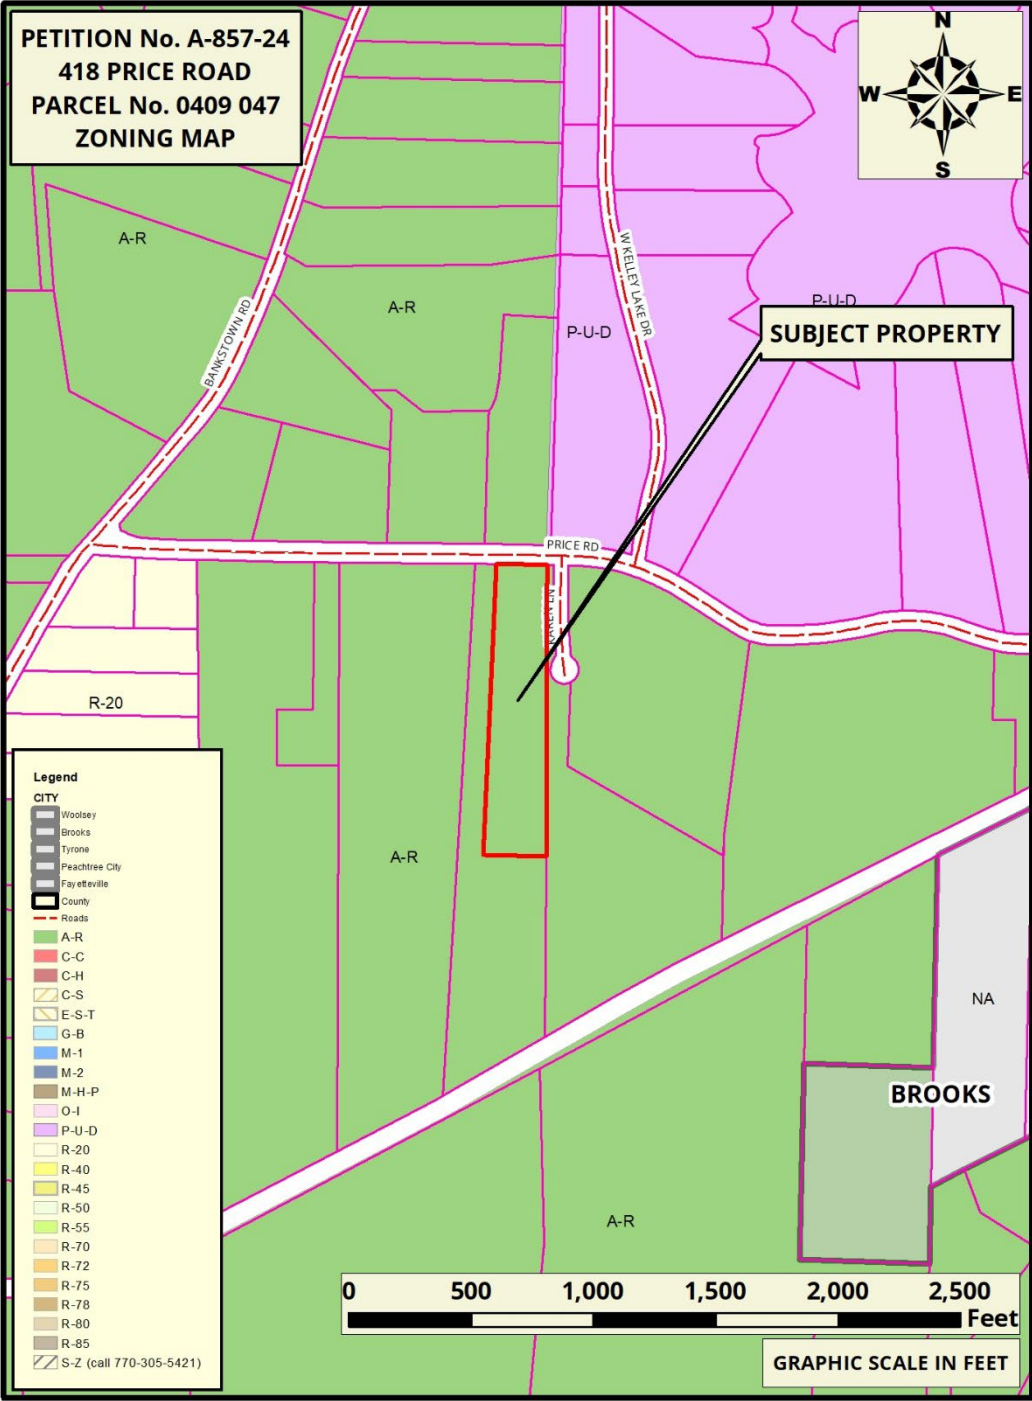 PETITION No. A-857-24
418 PRICE ROAD
PARCEL No. 0409 047
ZONING MAP
N
W
E
S
A-R
A-R
BANKSTOWN RD
W KELLEY LAKE DR
P-U-D
P-U-D
SUBJECT PROPERTY
PRICE RD
KAREN LN
R-20
A-R
NA
BROOKS
A-R
Legend
CITY
Woolsey
Brooks
Tyrone
Peachtree City
Fayetteville
County
Roads
A-R
C-C
C-H
C-S
E-S-T
G-B
M-1
M-2
M-H-P
O-I
P-U-D
R-20
R-40
R-45
R-50
R-55
R-70
R-72
R-75
R-78
R-80
R-85
S-Z (call 770-305-5421)
0 500 1,000 1,500 2,000 2,500
Feet
GRAPHIC SCALE IN FEET